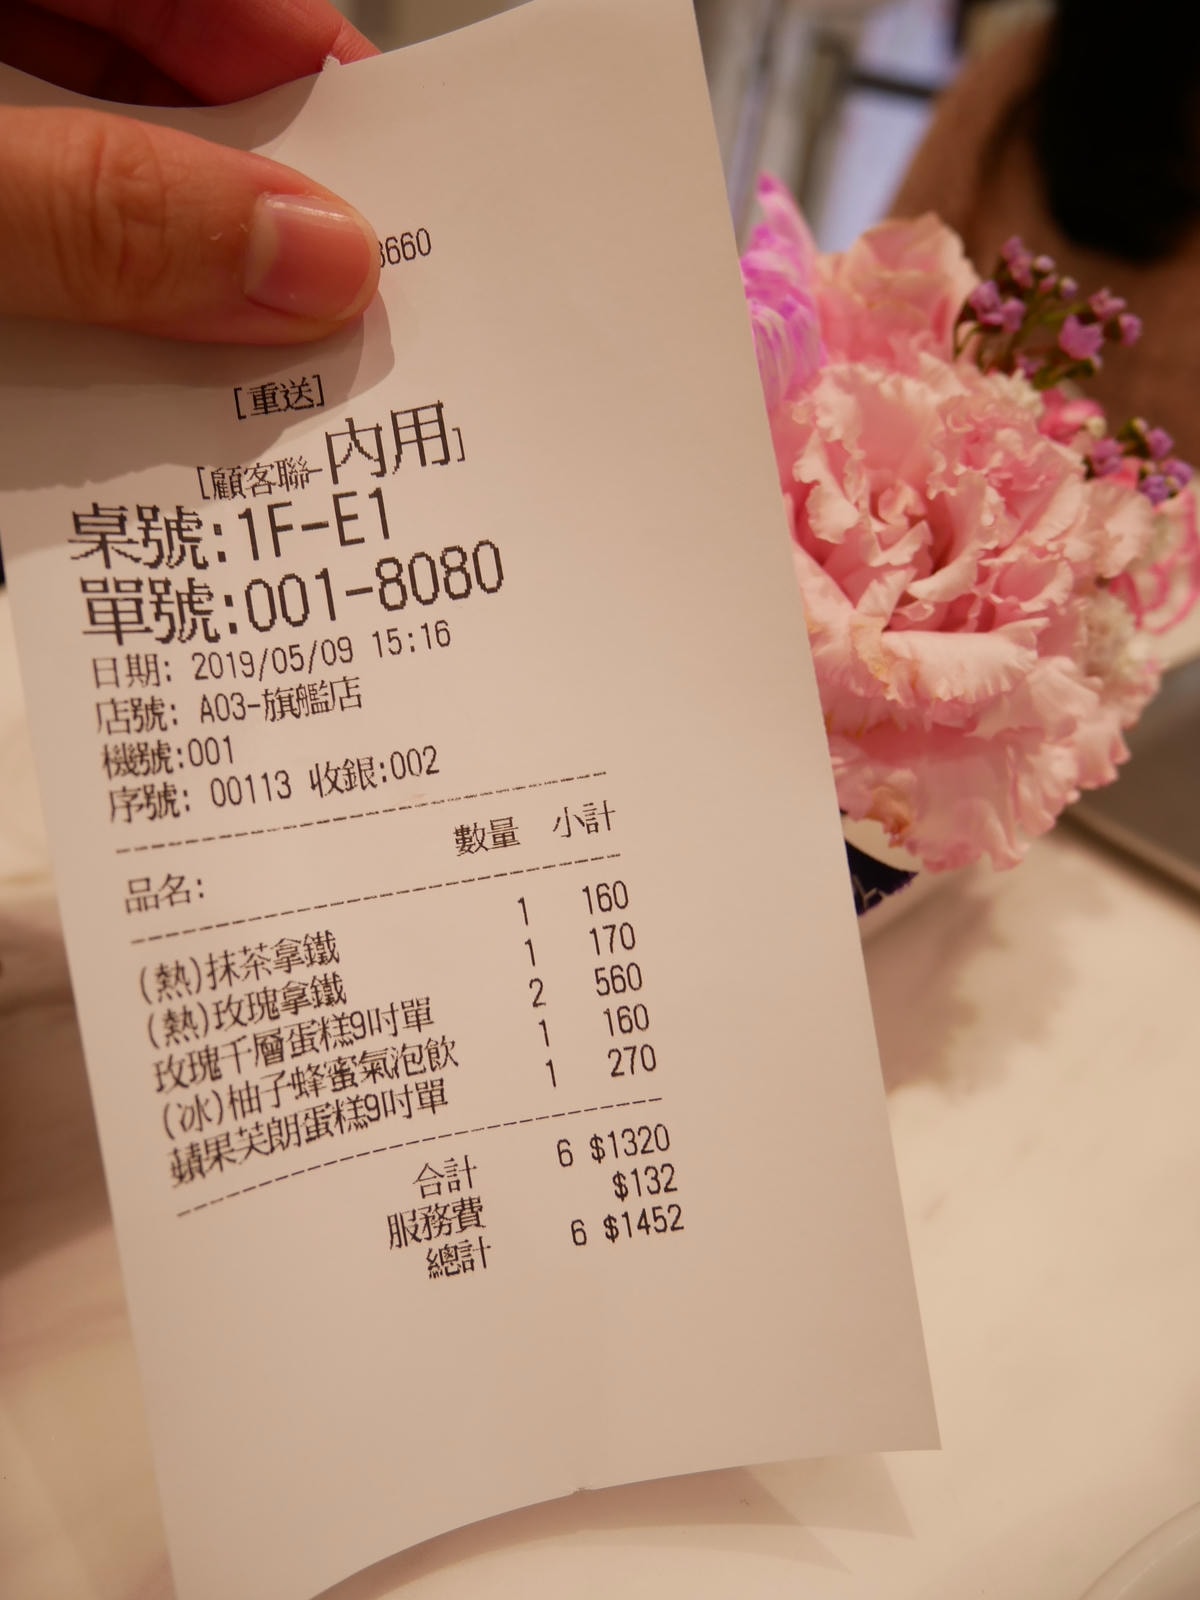 3660
[重送]
[顧客聯-內用]
桌號:1F-E1
單號:001-8080
日期: 2019/05/09 15:16
店號: A03-旗艦店
機號:001
序號: 00113 收銀:002
品名: 數量 小計
(熱)抹茶拿鐵 1 160
(熱)玫瑰拿鐵 1 170
玫瑰千層蛋糕9吋單 2 560
(冰)柚子蜂蜜氣泡飲 1 160
蘋果芙朗蛋糕9吋單 1 270
合計 6 $1320
服務費 $132
總計 6 $1452